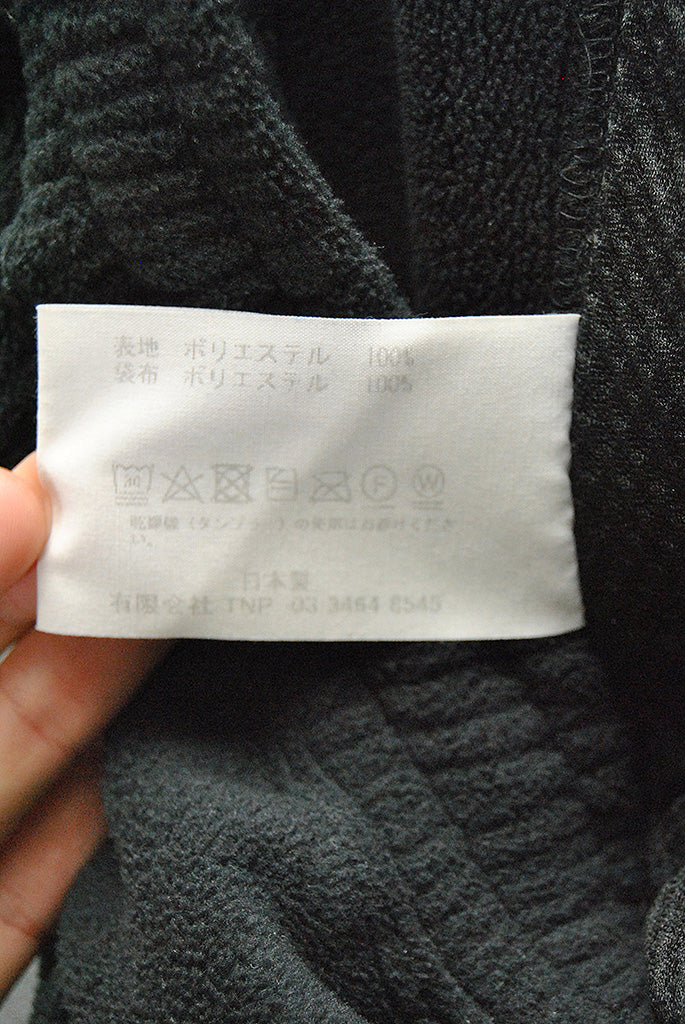 表地 ポリエステル 100%
袋布 ポリエステル 100%
30 F W
乾燥機(タンブラー)の使用はお避けくださ
い。
日本製
有限会社 TNP 03 3464 8545